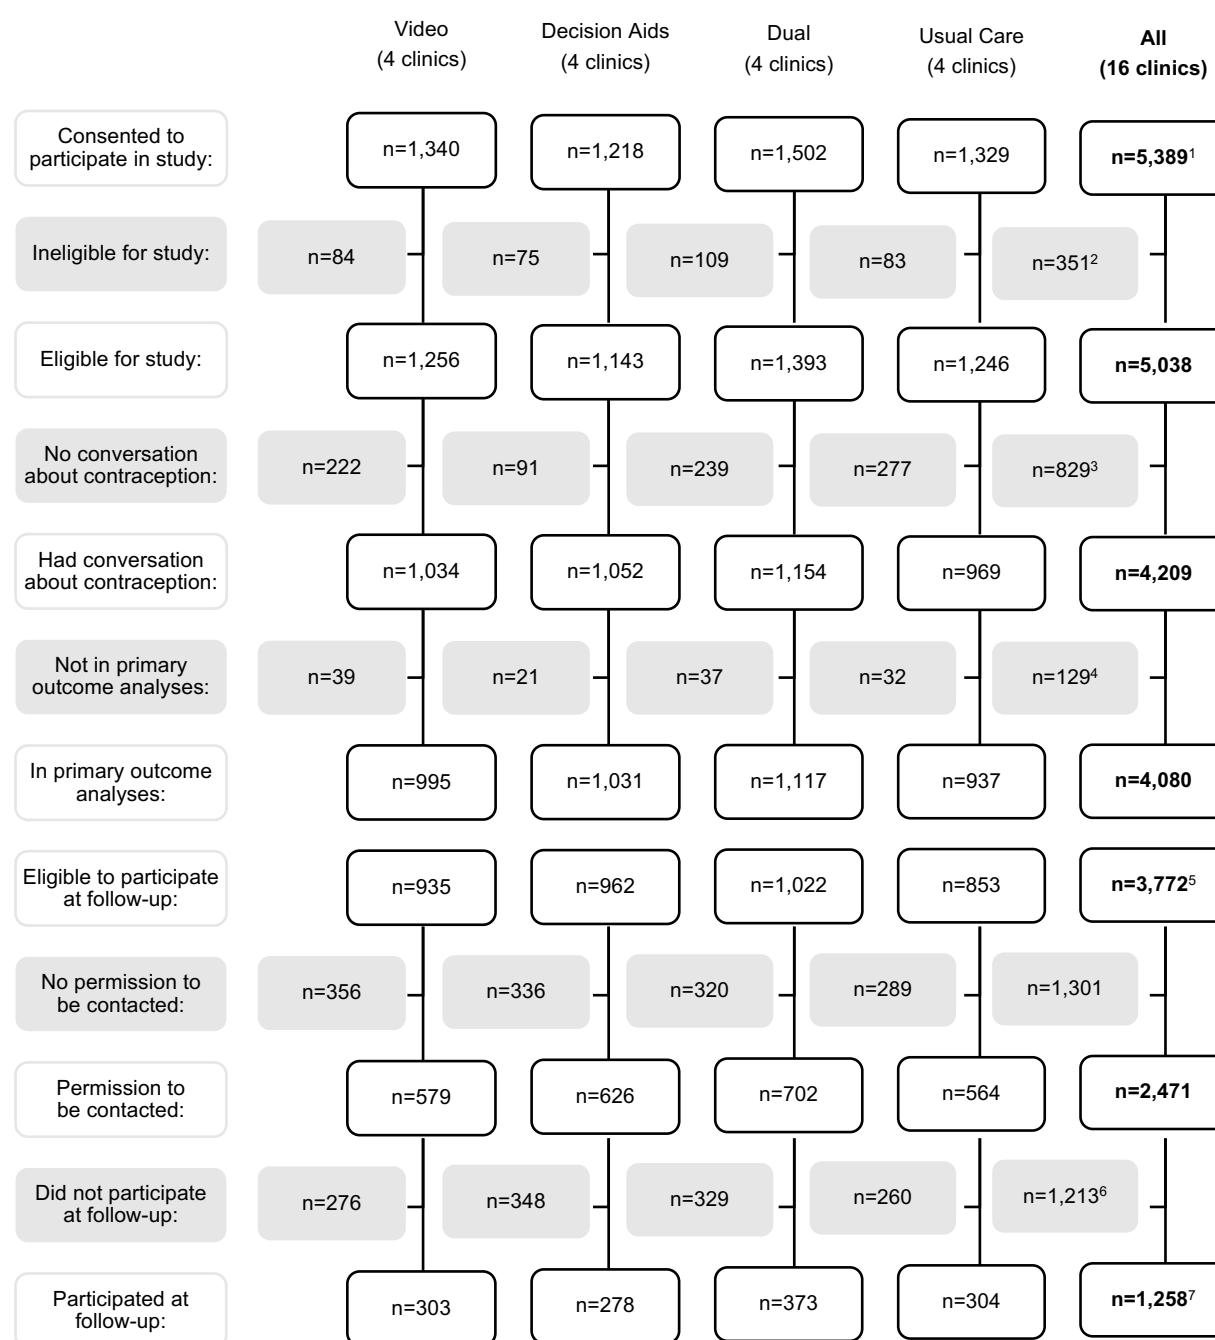 Video
(4 clinics)
Decision Aids
(4 clinics)
Dual
(4 clinics)
Usual Care
(4 clinics)
All
(16 clinics)
Consented to
participate in study:
n=1,340
n=1,218
n=1,502
n=1,329
n=5,389¹
Ineligible for study:
n=84
n=75
n=109
n=83
n=351²
Eligible for study:
n=1,256
n=1,143
n=1,393
n=1,246
n=5,038
No conversation
about contraception:
n=222
n=91
n=239
n=277
n=829³
Had conversation
about contraception:
n=1,034
n=1,052
n=1,154
n=969
n=4,209
Not in primary
outcome analyses:
n=39
n=21
n=37
n=32
n=129⁴
In primary outcome
analyses:
n=995
n=1,031
n=1,117
n=937
n=4,080
Eligible to participate
at follow-up:
n=935
n=962
n=1,022
n=853
n=3,772⁵
No permission to
be contacted:
n=356
n=336
n=320
n=289
n=1,301
Permission to
be contacted:
n=579
n=626
n=702
n=564
n=2,471
Did not participate
at follow-up:
n=276
n=348
n=329
n=260
n=1,213⁶
Participated at
follow-up:
n=303
n=278
n=373
n=304
n=1,258⁷